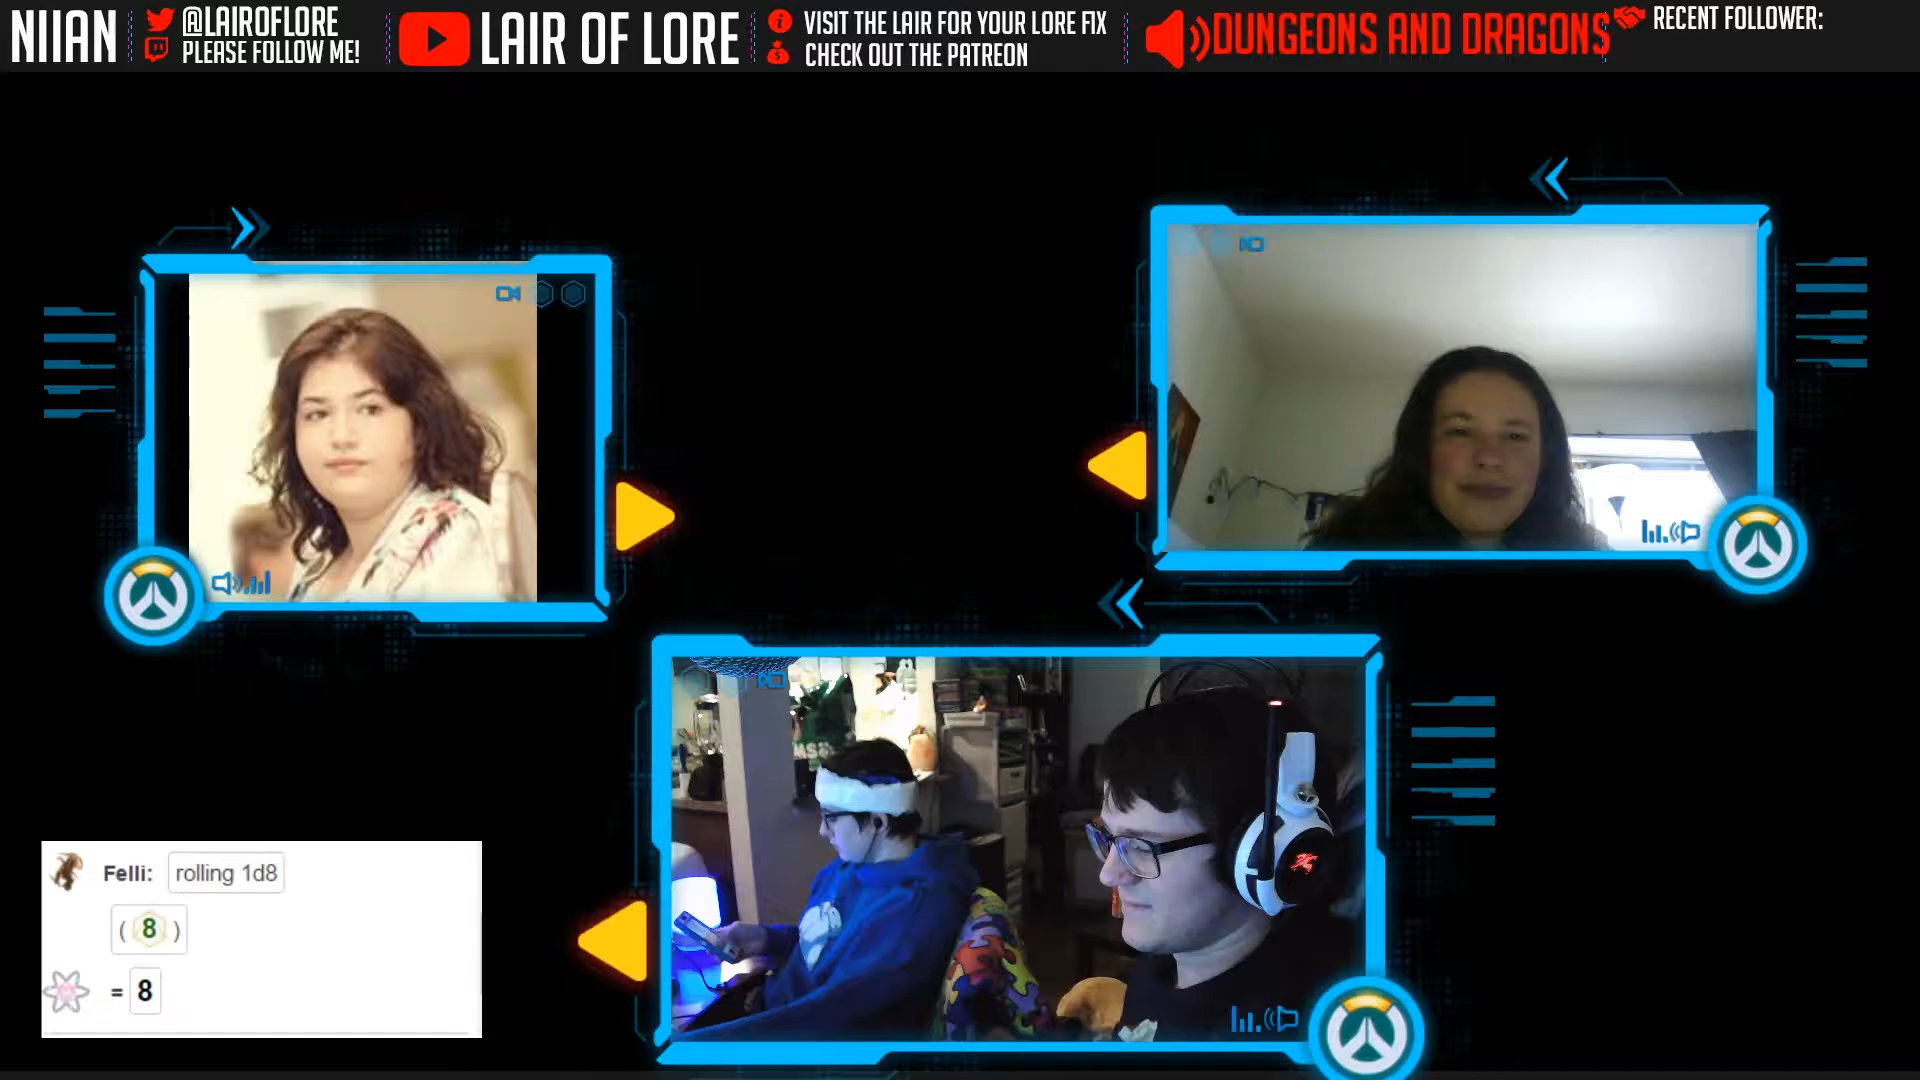 NIIAN
@LAIROFLORE
PLEASE FOLLOW ME!
LAIR OF LORE
VISIT THE LAIR FOR YOUR LORE FIX
CHECK OUT THE PATREON
DUNGEONS AND DRAGONS
RECENT FOLLOWER:
MSU
Felli: rolling 1d8
(8)
= 8